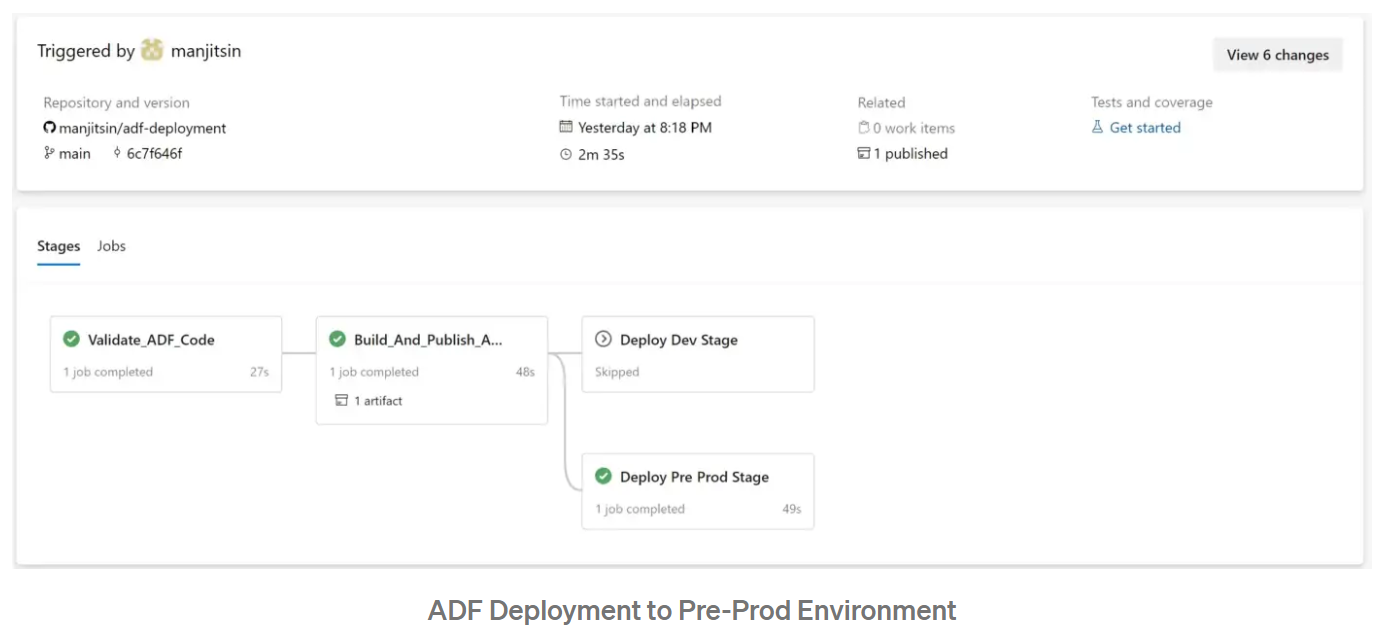 Triggered by manjitsin
View 6 changes
Repository and version
manjitsin/adf-deployment
main 6c7f646f
Time started and elapsed
Yesterday at 8:18 PM
2m 35s
Related
0 work items
1 published
Tests and coverage
Get started
Stages Jobs
Validate_ADF_Code
1 job completed 27s
Build_And_Publish_A...
1 job completed 48s
1 artifact
Deploy Dev Stage
Skipped
Deploy Pre Prod Stage
1 job completed 49s
ADF Deployment to Pre-Prod Environment